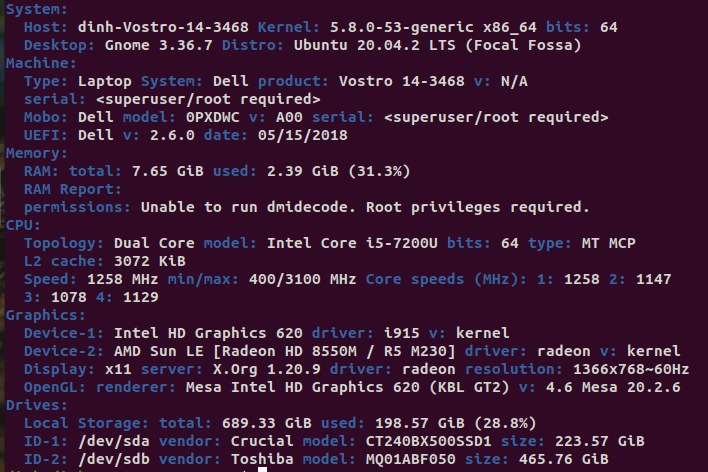 System:
Host: dinh-Vostro-14-3468 Kernel: 5.8.0-53-generic x86_64 bits: 64
Desktop: Gnome 3.36.7 Distro: Ubuntu 20.04.2 LTS (Focal Fossa)
Machine:
Type: Laptop System: Dell product: Vostro 14-3468 v: N/A
serial: <superuser/root required>
Mobo: Dell model: 0PXDWC v: A00 serial: <superuser/root required>
UEFI: Dell v: 2.6.0 date: 05/15/2018
Memory:
RAM: total: 7.65 GiB used: 2.39 GiB (31.3%)
RAM Report:
permissions: Unable to run dmidecode. Root privileges required.
CPU:
Topology: Dual Core model: Intel Core i5-7200U bits: 64 type: MT MCP
L2 cache: 3072 KiB
Speed: 1258 MHz min/max: 400/3100 MHz Core speeds (MHz): 1: 1258 2: 1147
3: 1078 4: 1129
Graphics:
Device-1: Intel HD Graphics 620 driver: i915 v: kernel
Device-2: AMD Sun LE [Radeon HD 8550M / R5 M230] driver: radeon v: kernel
Display: x11 server: X.Org 1.20.9 driver: radeon resolution: 1366x768~60Hz
OpenGL: renderer: Mesa Intel HD Graphics 620 (KBL GT2) v: 4.6 Mesa 20.2.6
Drives:
Local Storage: total: 689.33 GiB used: 198.57 GiB (28.8%)
ID-1: /dev/sda vendor: Crucial model: CT240BX500SSD1 size: 223.57 GiB
ID-2: /dev/sdb vendor: Toshiba model: MQ01ABF050 size: 465.76 GiB